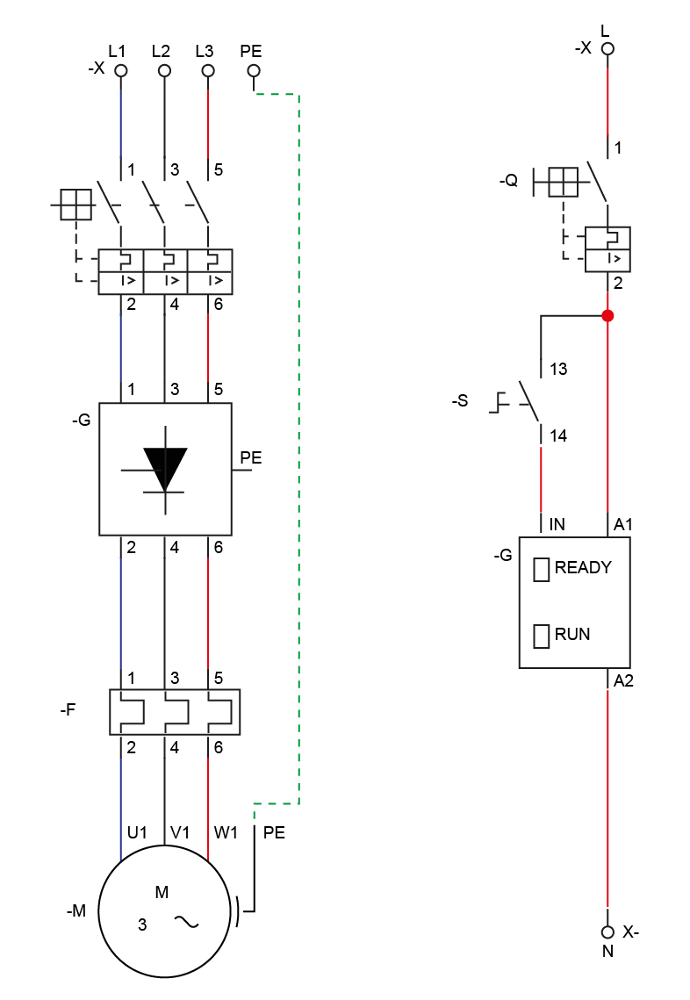 L1 L2 L3 PE
-X
1 3 5
I> I> I>
2 4 6
1 3 5
-G
PE
2 4 6
1 3 5
-F
2 4 6
U1 V1 W1 PE
M
-M
3
L
-X
1
-Q
I>
2
13
-S
14
IN A1
-G
READY
RUN
A2
X-
N